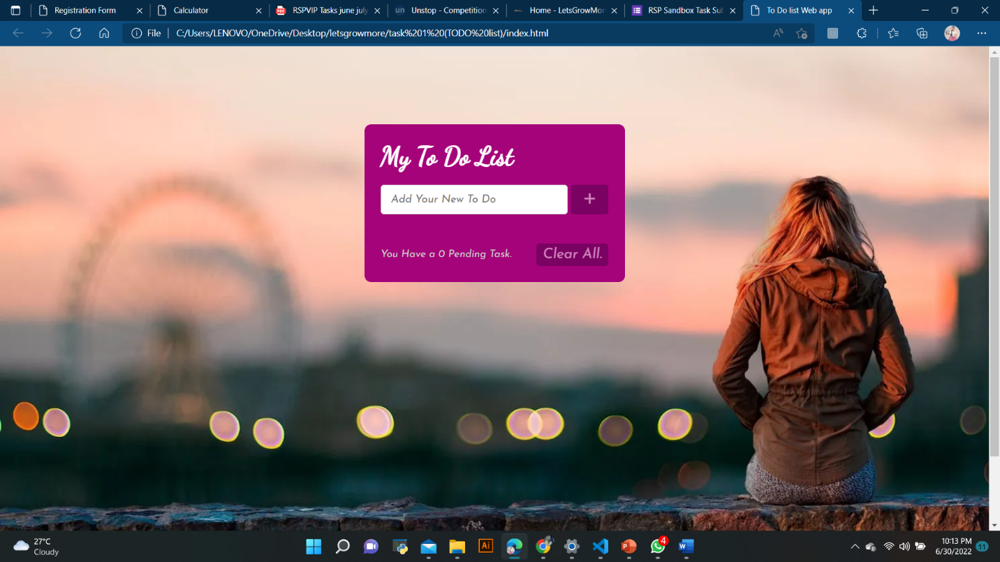 Registration Form
Calculator
RSPVIP Tasks june july
Unstop - Competition
Home - LetsGrowMor
RSP Sandbox Task Sul
To Do list Web app
File
C:/Users/LENOVO/OneDrive/Desktop/letsgrowmore/task%201%20(TODO%20list)/index.html
My To Do List
Add Your New To Do
+
You Have a 0 Pending Task.
Clear All.
27°C
Cloudy
Ai
4
10:13 PM
6/30/2022
11